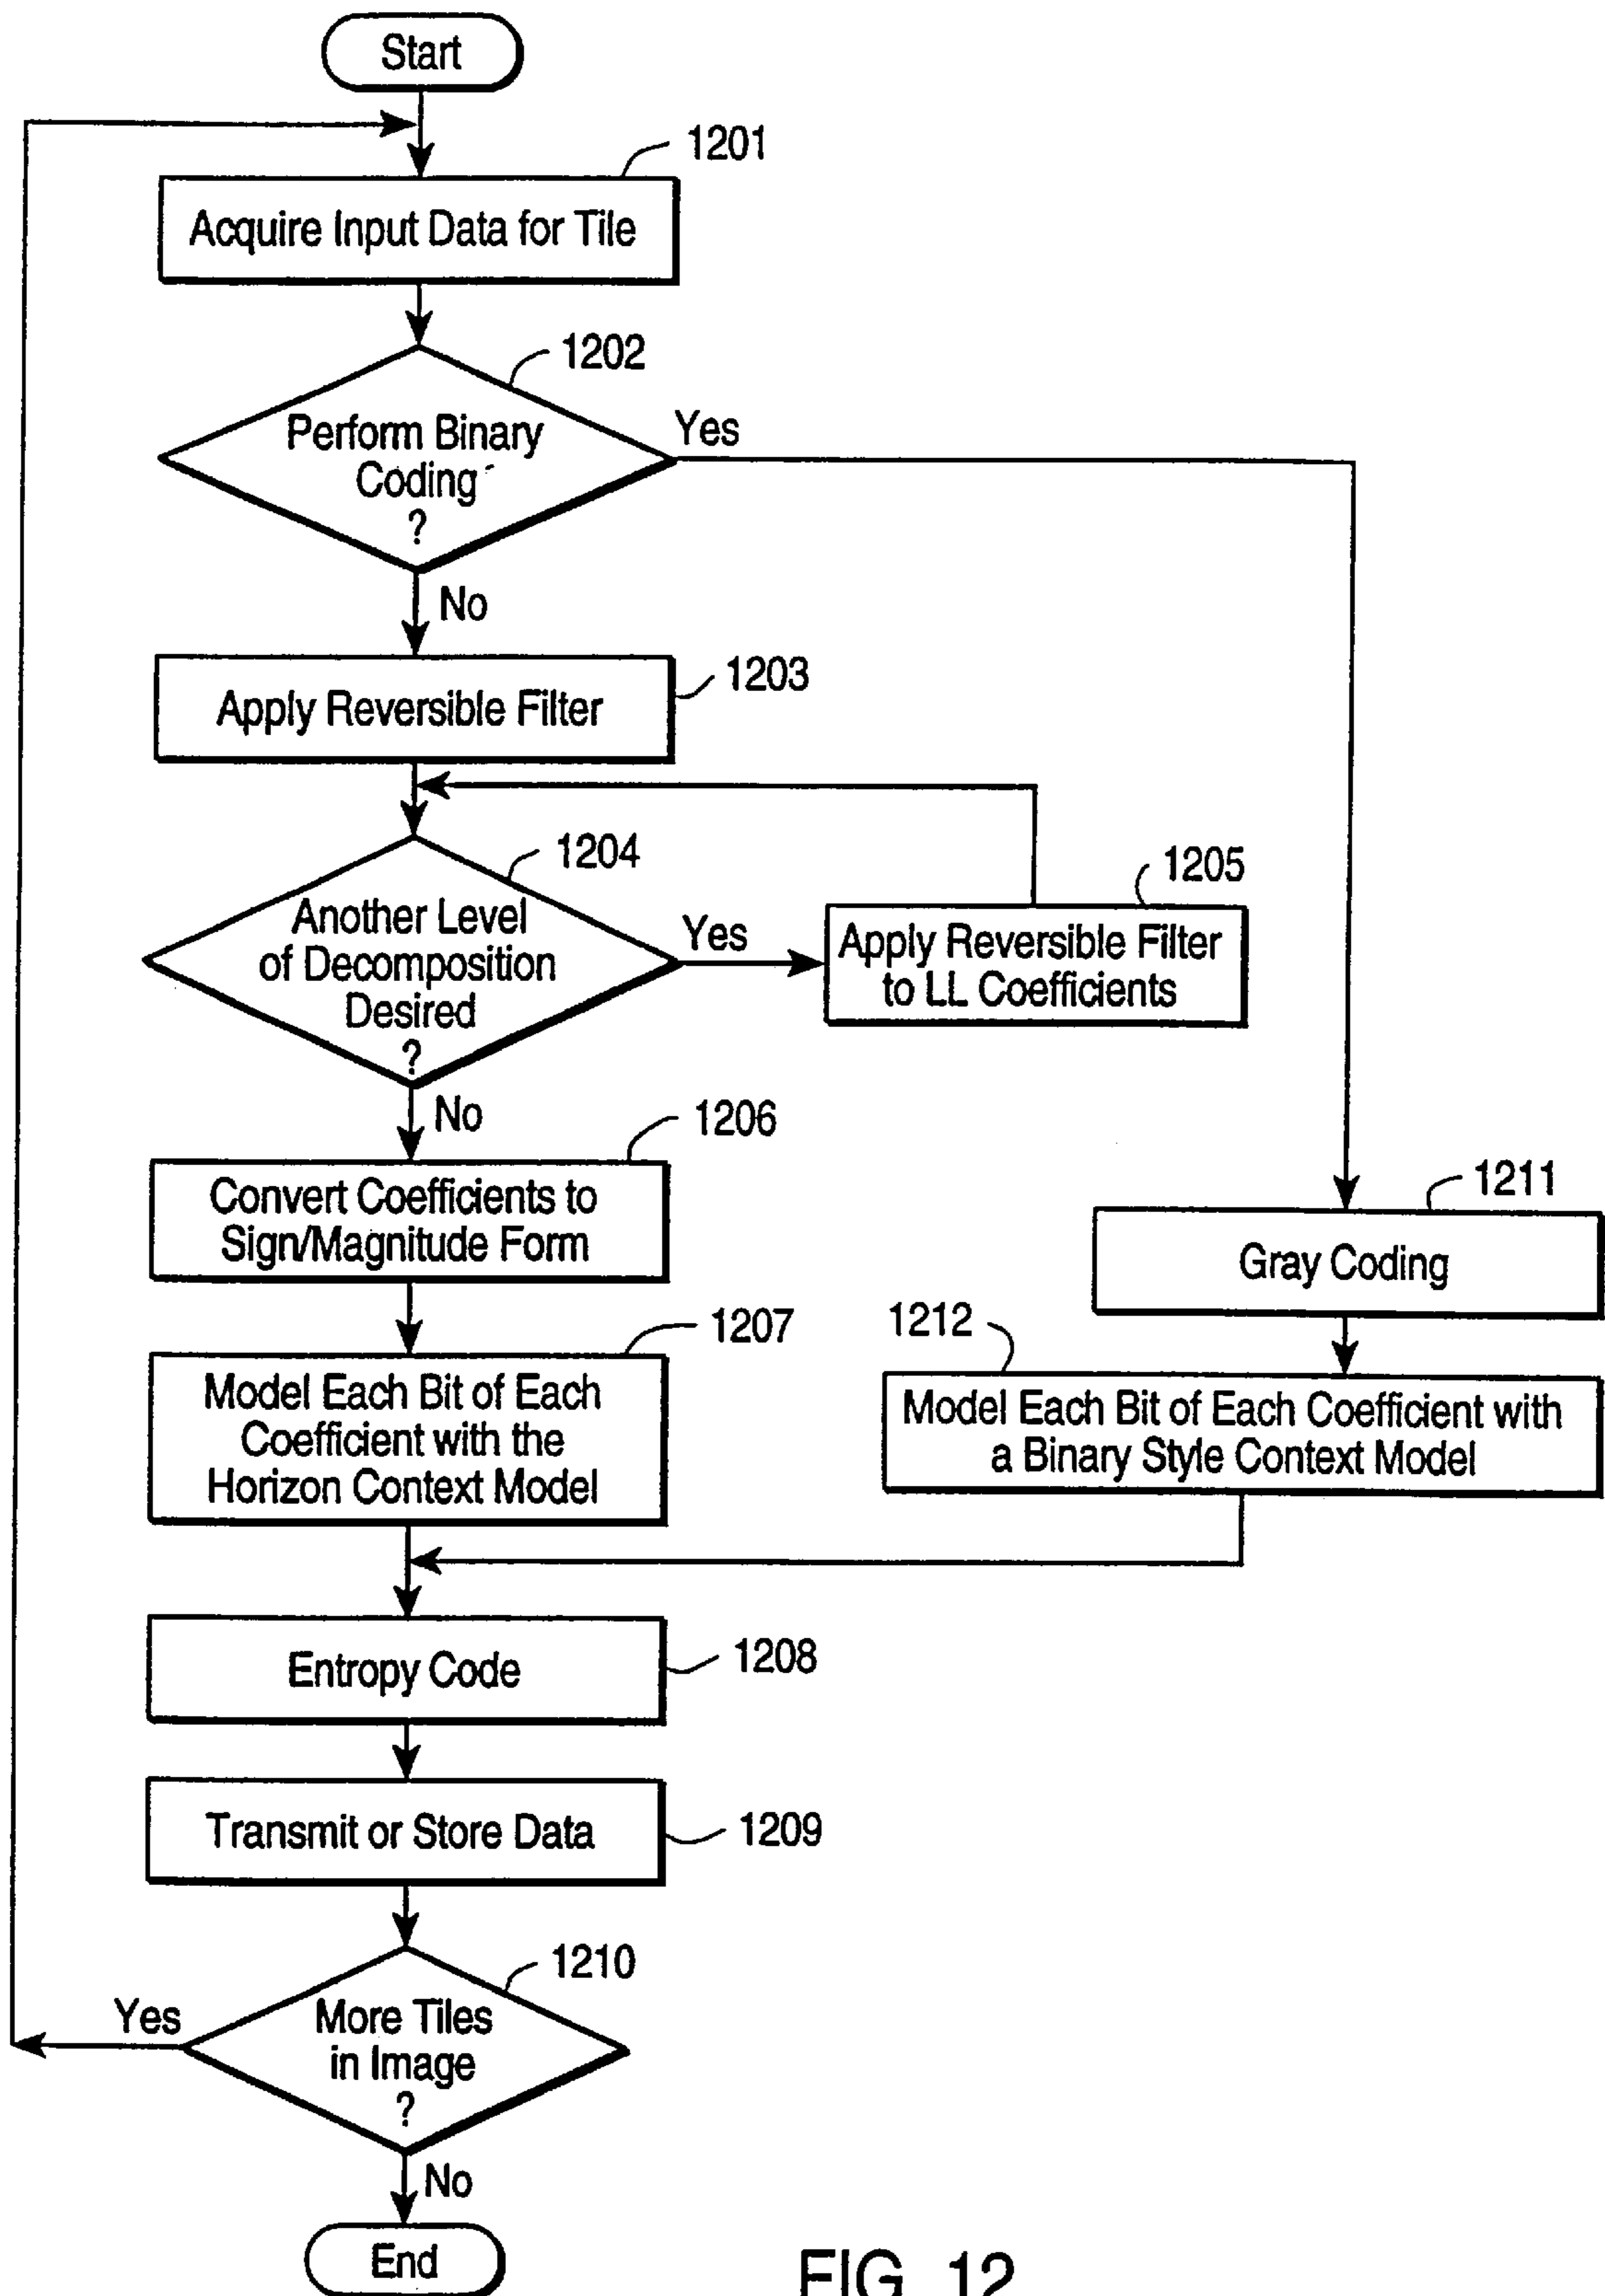 Start
1201
Acquire Input Data for Tile
1202
Perform Binary
Coding
?
Yes
No
1203
Apply Reversible Filter
1204
Another Level
of Decomposition
Desired
?
Yes
1205
Apply Reversible Filter
to LL Coefficients
No
1206
Convert Coefficients to
Sign/Magnitude Form
1211
Gray Coding
1207
Model Each Bit of Each
Coefficient with the
Horizon Context Model
1212
Model Each Bit of Each Coefficient with
a Binary Style Context Model
1208
Entropy Code
1209
Transmit or Store Data
1210
More Tiles
in Image
?
Yes
No
End
FIG. 12